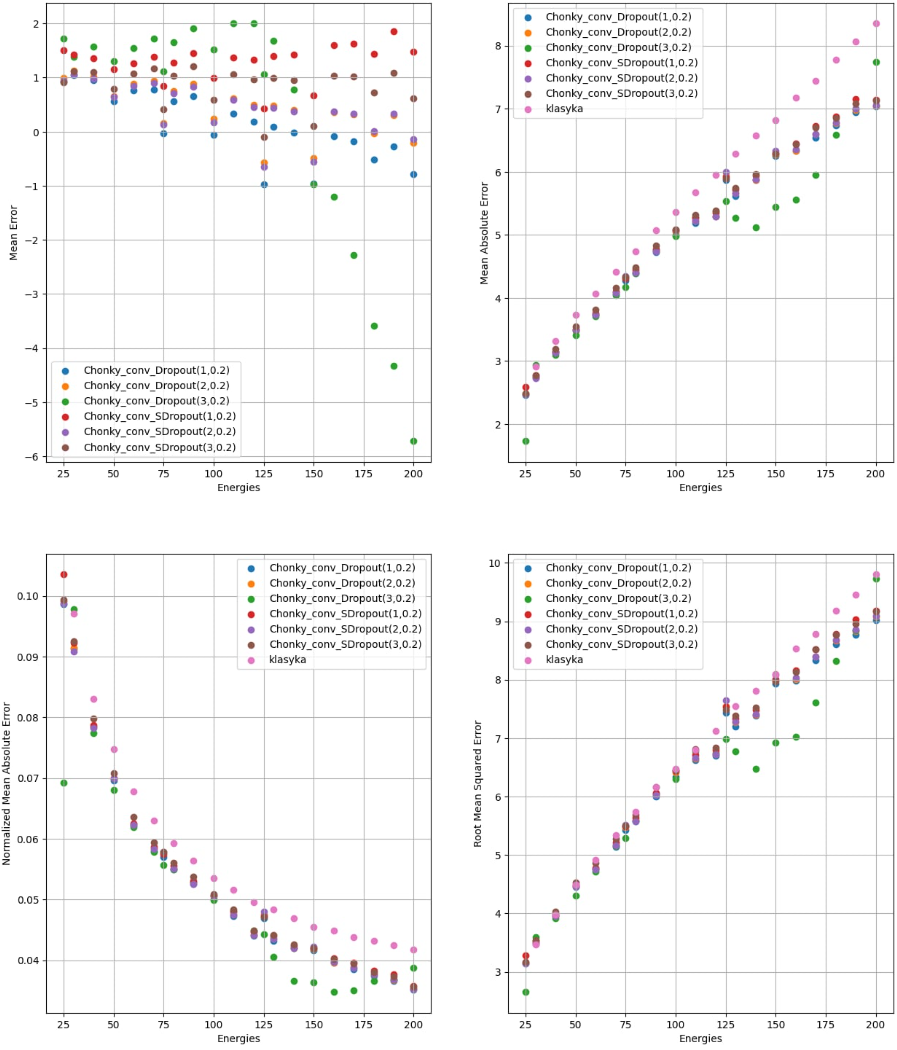 2
1
0
−1
−2
−3
−4
−5
−6
Mean Error
Chonky_conv_Dropout(1,0.2)
Chonky_conv_Dropout(2,0.2)
Chonky_conv_Dropout(3,0.2)
Chonky_conv_SDropout(1,0.2)
Chonky_conv_SDropout(2,0.2)
Chonky_conv_SDropout(3,0.2)
25 50 75 100 125 150 175 200
Energies
8
7
6
5
4
3
2
Mean Absolute Error
Chonky_conv_Dropout(1,0.2)
Chonky_conv_Dropout(2,0.2)
Chonky_conv_Dropout(3,0.2)
Chonky_conv_SDropout(1,0.2)
Chonky_conv_SDropout(2,0.2)
Chonky_conv_SDropout(3,0.2)
klasyka
25 50 75 100 125 150 175 200
Energies
0.10
0.09
0.08
0.07
0.06
0.05
0.04
Normalized Mean Absolute Error
Chonky_conv_Dropout(1,0.2)
Chonky_conv_Dropout(2,0.2)
Chonky_conv_Dropout(3,0.2)
Chonky_conv_SDropout(1,0.2)
Chonky_conv_SDropout(2,0.2)
Chonky_conv_SDropout(3,0.2)
klasyka
25 50 75 100 125 150 175 200
Energies
10
9
8
7
6
5
4
3
Root Mean Squared Error
Chonky_conv_Dropout(1,0.2)
Chonky_conv_Dropout(2,0.2)
Chonky_conv_Dropout(3,0.2)
Chonky_conv_SDropout(1,0.2)
Chonky_conv_SDropout(2,0.2)
Chonky_conv_SDropout(3,0.2)
klasyka
25 50 75 100 125 150 175 200
Energies